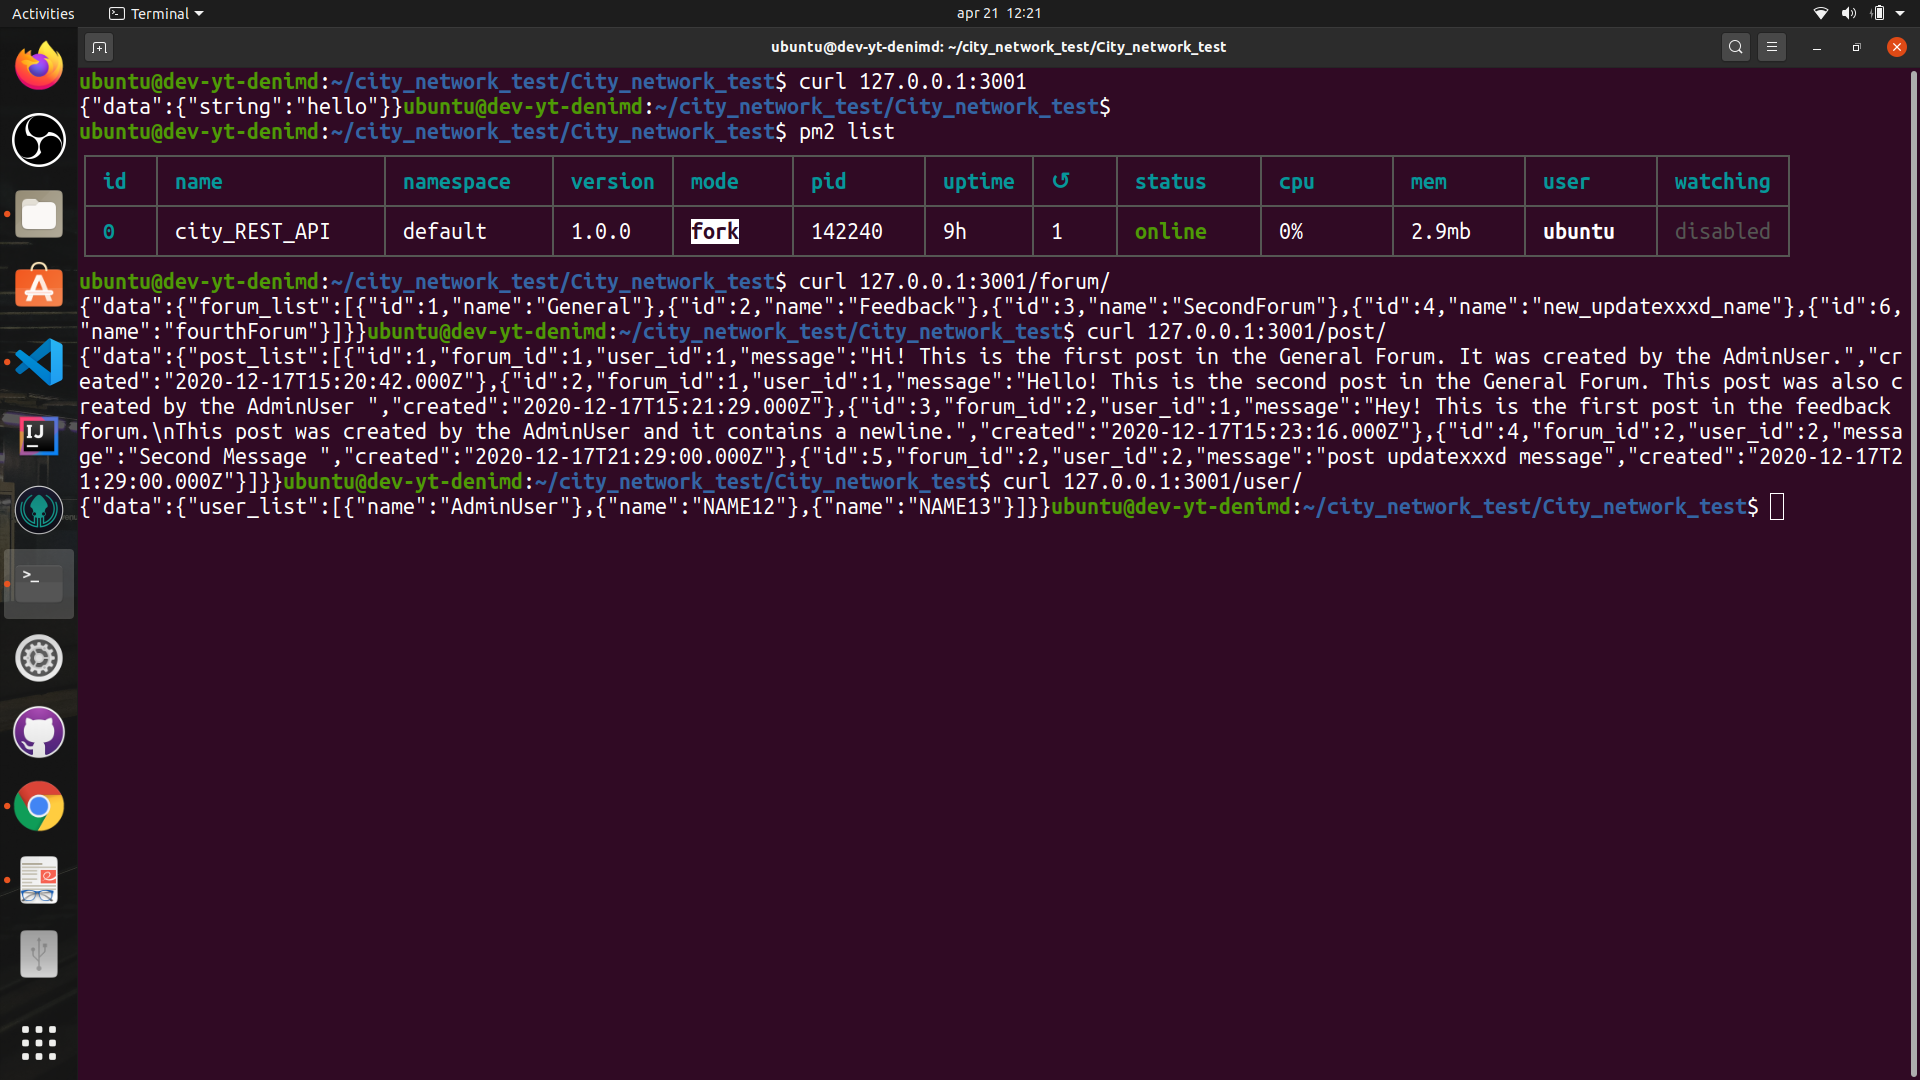 Activities
Terminal
apr 21 12:21
ubuntu@dev-yt-denimd: ~/city_network_test/City_network_test
ubuntu@dev-yt-denimd:~/city_network_test/City_network_test$ curl 127.0.0.1:3001
{"data":{"string":"hello"}}ubuntu@dev-yt-denimd:~/city_network_test/City_network_test$
ubuntu@dev-yt-denimd:~/city_network_test/City_network_test$ pm2 list
id name namespace version mode pid uptime ↺ status cpu mem user watching
0 city_REST_API default 1.0.0 fork 142240 9h 1 online 0% 2.9mb ubuntu disabled
ubuntu@dev-yt-denimd:~/city_network_test/City_network_test$ curl 127.0.0.1:3001/forum/
{"data":{"forum_list":[{"id":1,"name":"General"},{"id":2,"name":"Feedback"},{"id":3,"name":"SecondForum"},{"id":4,"name":"new_updatexxxd_name"},{"id":6,
"name":"fourthForum"}]}}ubuntu@dev-yt-denimd:~/city_network_test/City_network_test$ curl 127.0.0.1:3001/post/
{"data":{"post_list":[{"id":1,"forum_id":1,"user_id":1,"message":"Hi! This is the first post in the General Forum. It was created by the AdminUser.","cr
eated":"2020-12-17T15:20:42.000Z"},{"id":2,"forum_id":1,"user_id":1,"message":"Hello! This is the second post in the General Forum. This post was also c
reated by the AdminUser ","created":"2020-12-17T15:21:29.000Z"},{"id":3,"forum_id":2,"user_id":1,"message":"Hey! This is the first post in the feedback
forum.\nThis post was created by the AdminUser and it contains a newline.","created":"2020-12-17T15:23:16.000Z"},{"id":4,"forum_id":2,"user_id":2,"messa
ge":"Second Message ","created":"2020-12-17T21:29:00.000Z"},{"id":5,"forum_id":2,"user_id":2,"message":"post updatexxxd message","created":"2020-12-17T2
1:29:00.000Z"}]}}ubuntu@dev-yt-denimd:~/city_network_test/City_network_test$ curl 127.0.0.1:3001/user/
{"data":{"user_list":[{"name":"AdminUser"},{"name":"NAME12"},{"name":"NAME13"}]}}ubuntu@dev-yt-denimd:~/city_network_test/City_network_test$
IJ
>_